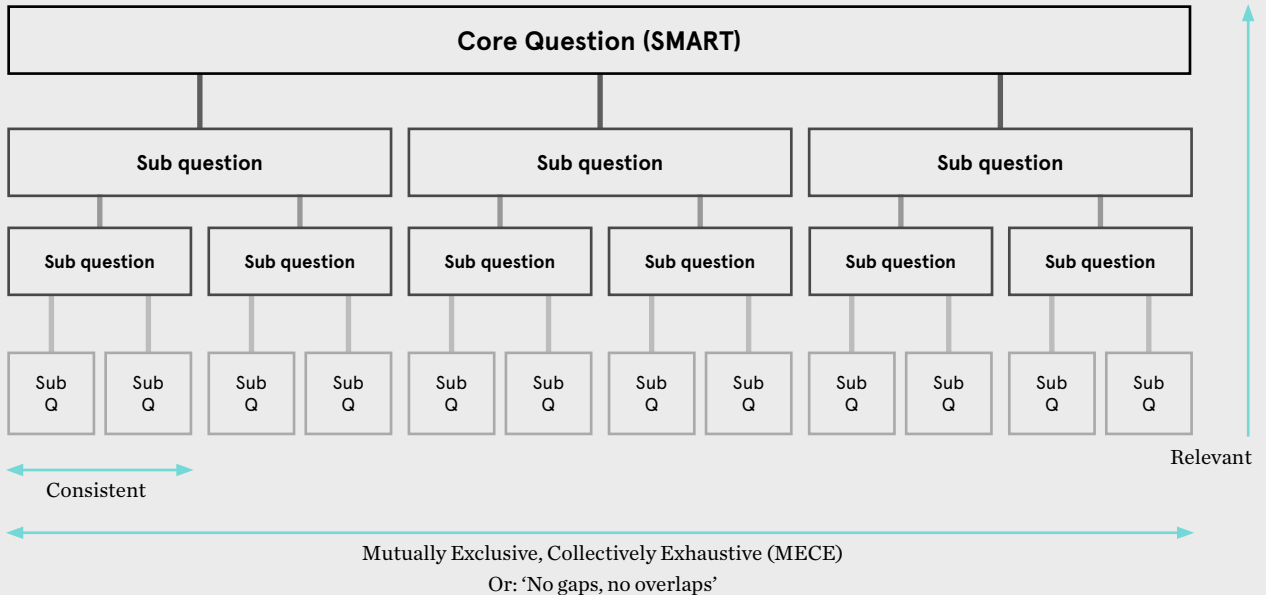 Core Question (SMART)
Sub question
Sub question
Sub question
Sub question
Sub question
Sub question
Sub question
Sub question
Sub question
Sub
Q
Sub
Q
Sub
Q
Sub
Q
Sub
Q
Sub
Q
Sub
Q
Sub
Q
Sub
Q
Sub
Q
Sub
Q
Sub
Q
Relevant
Consistent
Mutually Exclusive, Collectively Exhaustive (MECE)
Or: ‘No gaps, no overlaps’